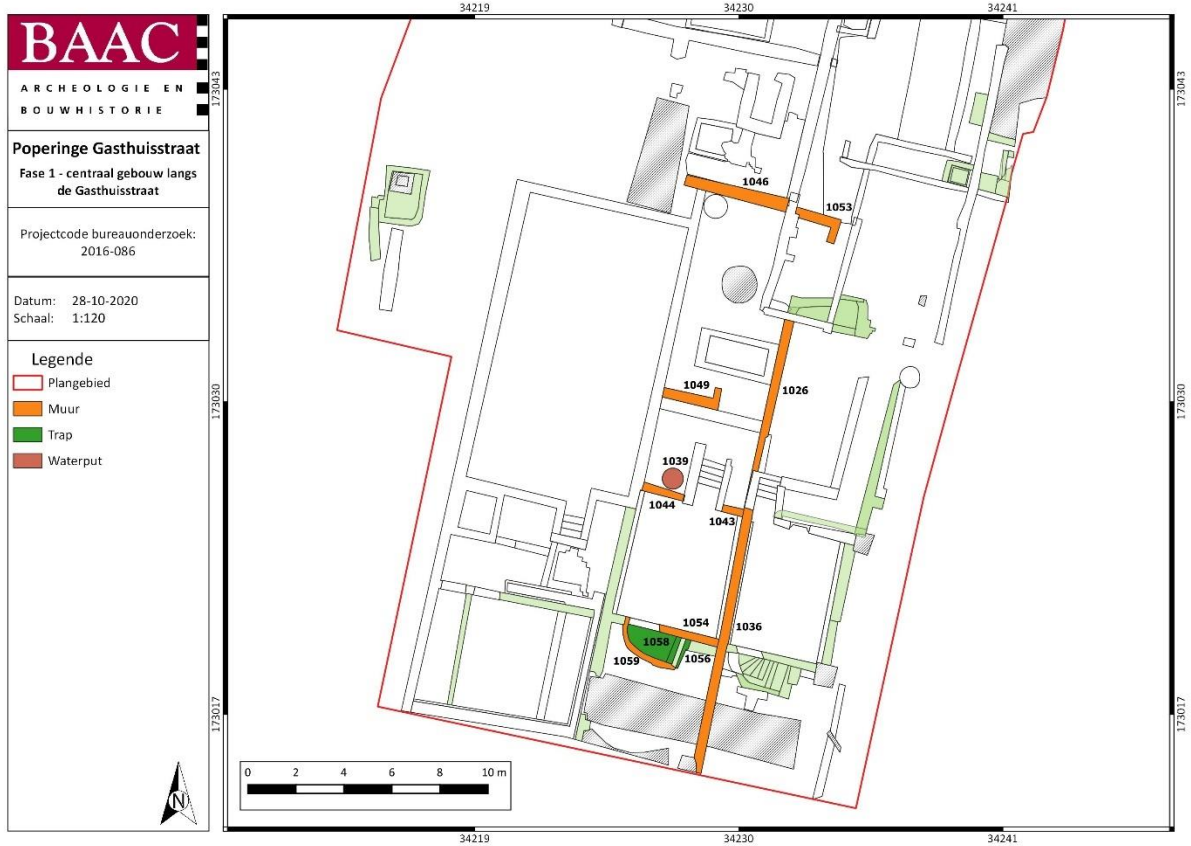 BAAC
ARCHEOLOGIE EN
BOUWHISTORIE
Poperinge Gasthuisstraat
Fase 1 - centraal gebouw langs
de Gasthuisstraat
Projectcode bureauonderzoek:
2016-086
Datum: 28-10-2020
Schaal: 1:120
Legende
Plangebied
Muur
Trap
Waterput
N
34219 34230 34241
173043 173043
1046
1053
173030 173030
1049
1026
1039
1044
1043
1054
1036
1058
1059
1056
173017 173017
0 2 4 6 8 10 m
34219 34230 34241